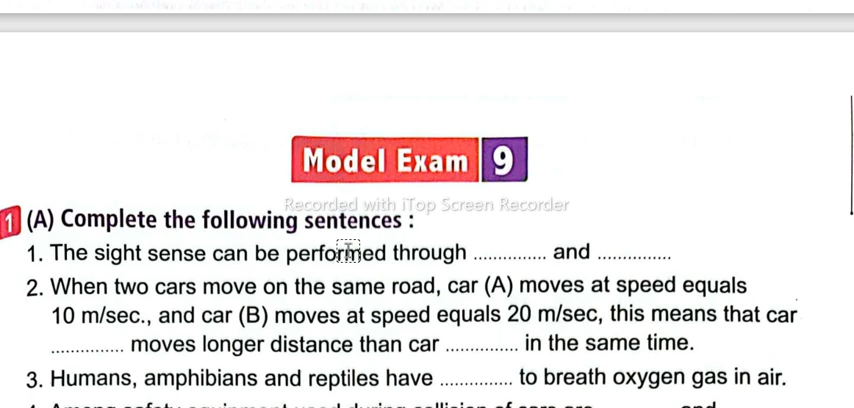 Model Exam 9
Recorded with iTop Screen Recorder
1 (A) Complete the following sentences :
1. The sight sense can be performed through ............... and ...............
2. When two cars move on the same road, car (A) moves at speed equals
10 m/sec., and car (B) moves at speed equals 20 m/sec, this means that car
............... moves longer distance than car ............... in the same time.
3. Humans, amphibians and reptiles have ............... to breath oxygen gas in air.